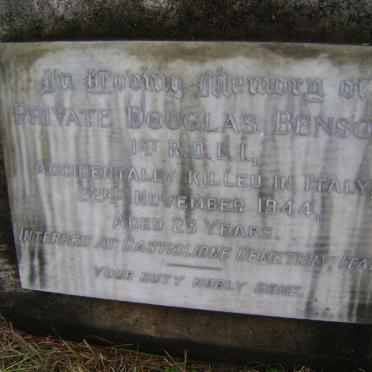 In Loving Memory of
PRIVATE DOUGLAS. BENSO
1ST R.D.L.I.,
ACCIDENTALLY KILLED IN ITALY
22ND NOVEMBER 1944,
AGED 23 YEARS.
INTERRED AT CASTIGLIONE CEMETERY, ITA
YOUR DUTY NOBLY DONE.